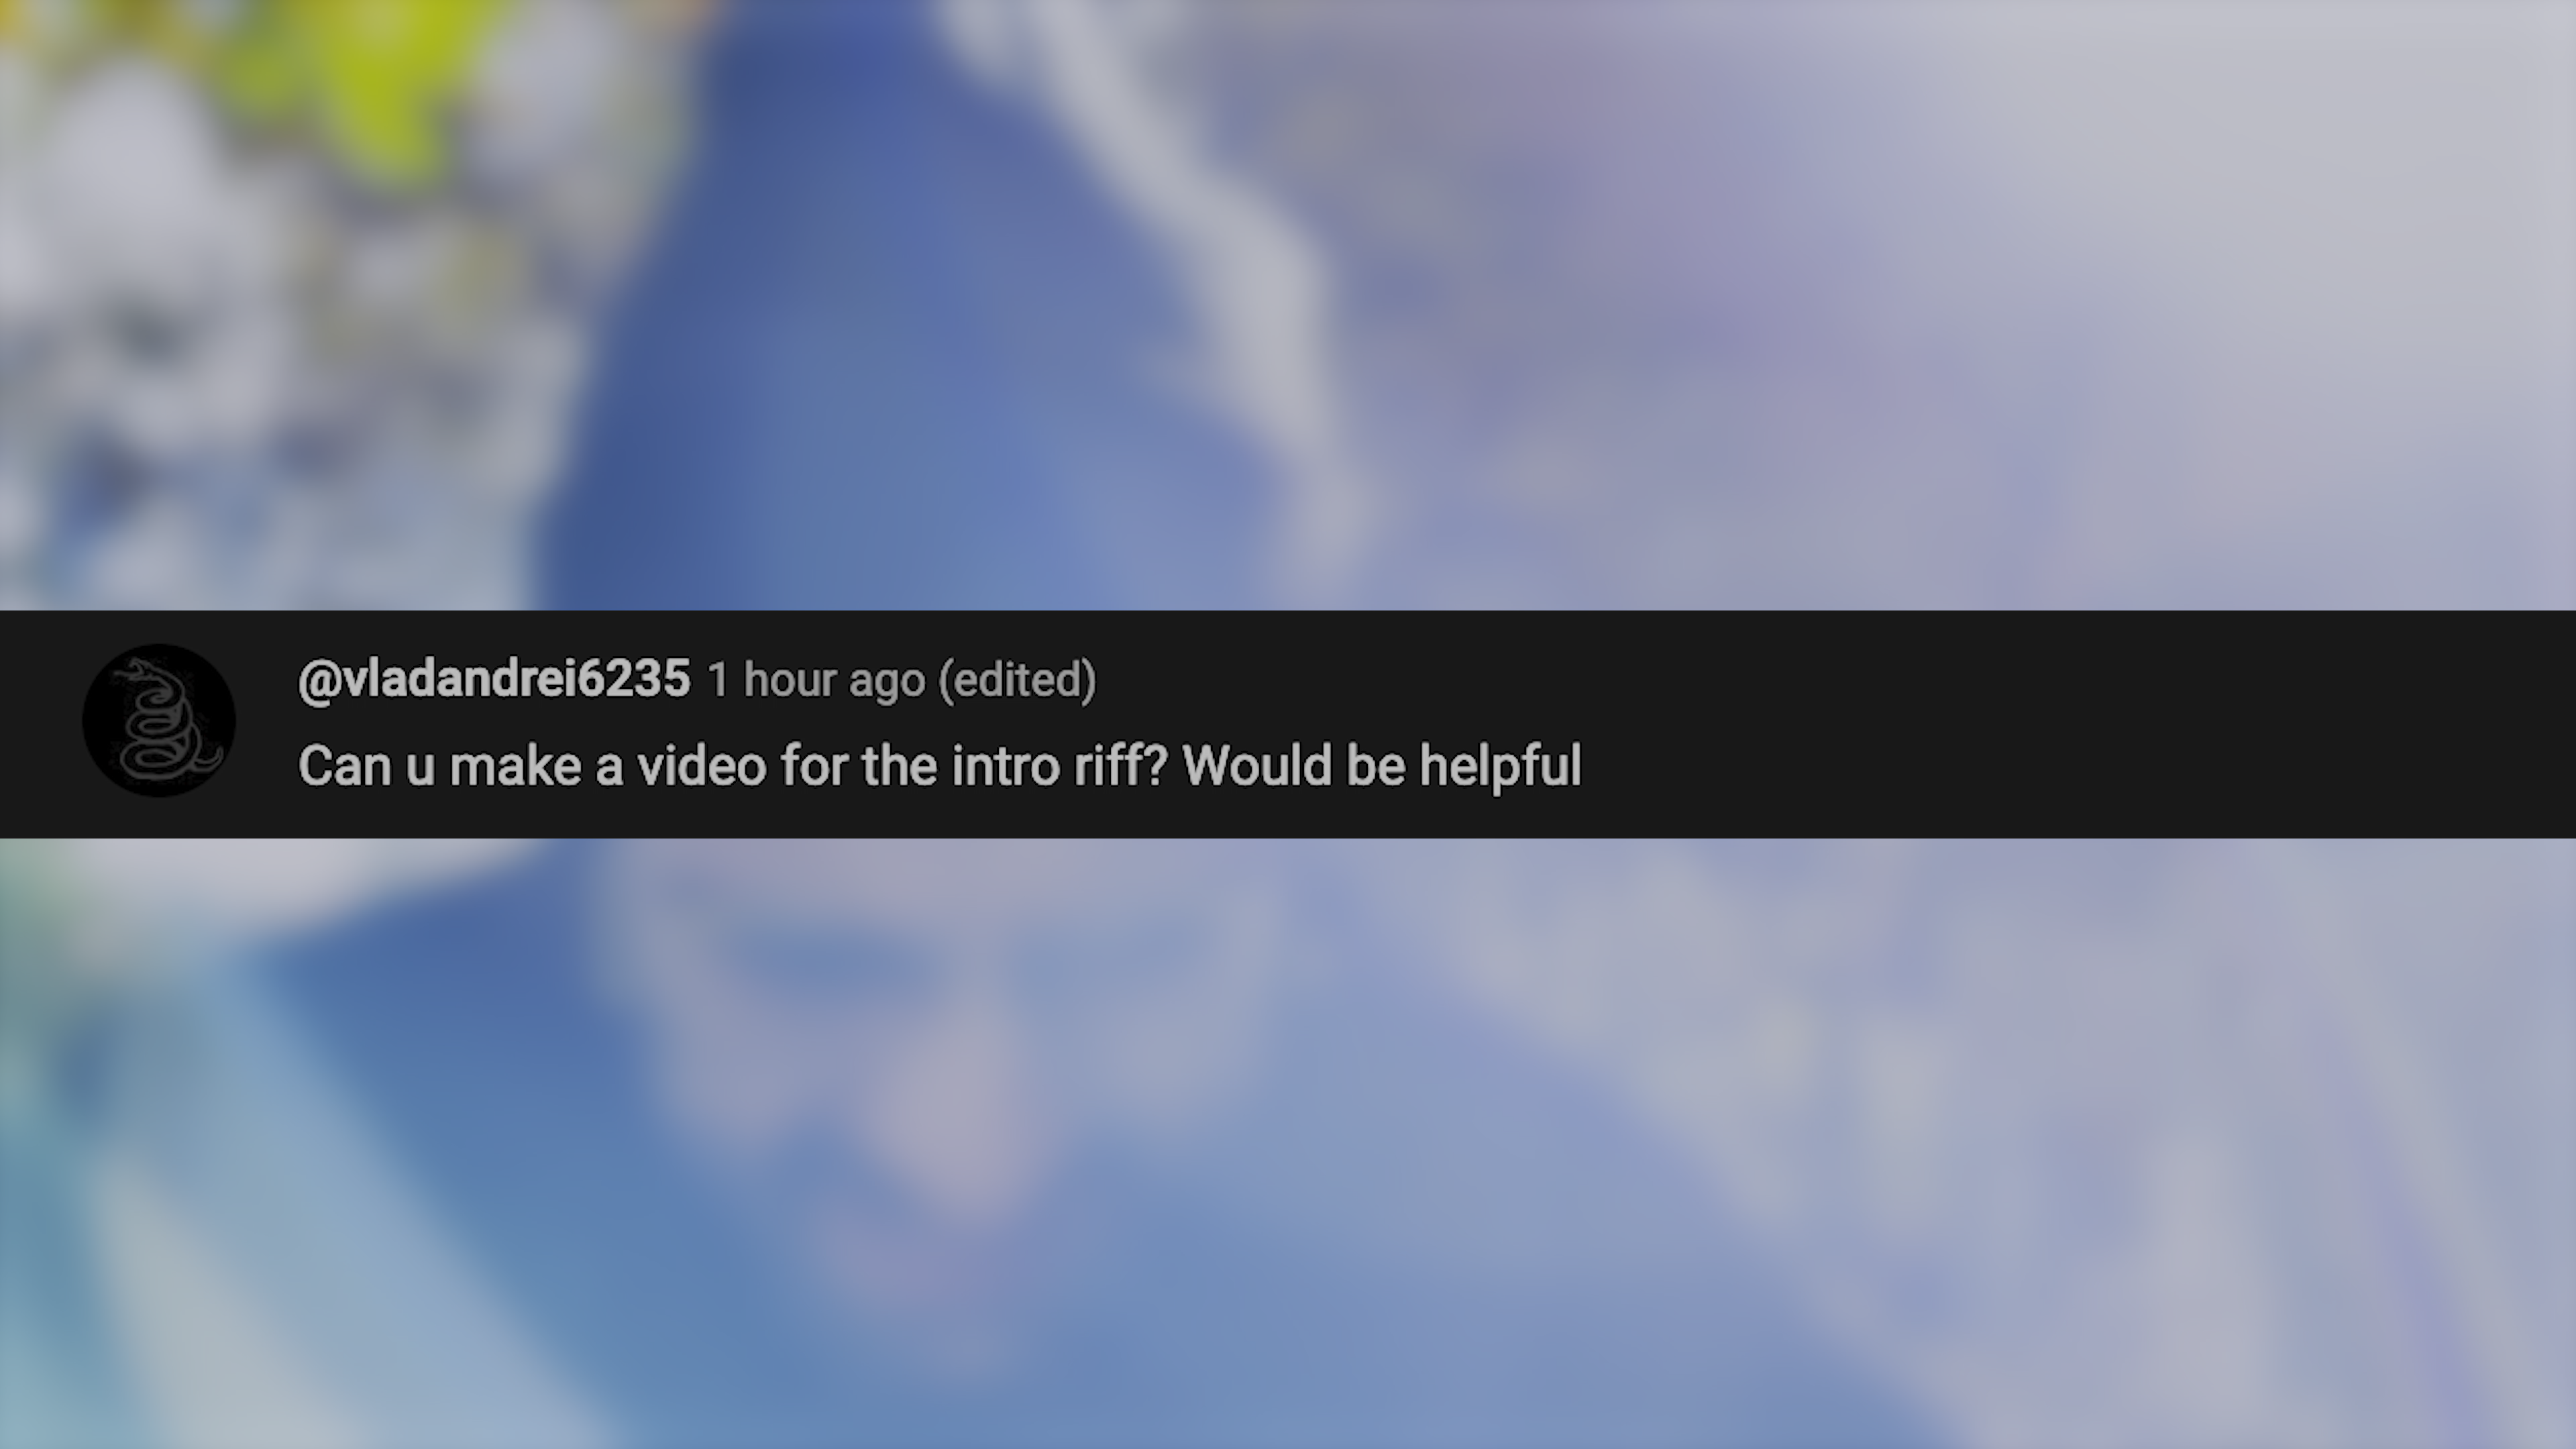 @vladandrei6235 1 hour ago (edited)
Can u make a video for the intro riff? Would be helpful